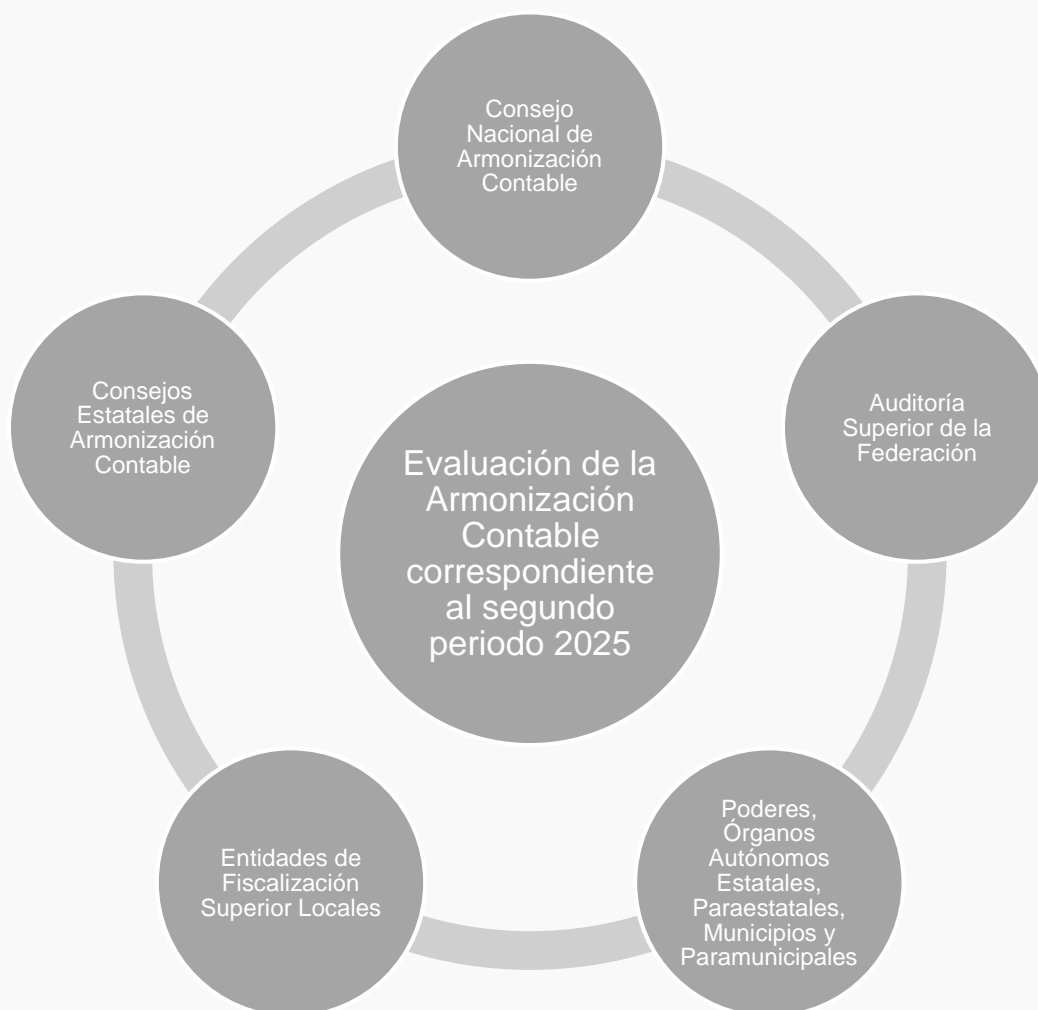 Consejo
Nacional de
Armonización
Contable
Consejos
Estatales de
Armonización
Contable
Auditoría
Superior de la
Federación
Evaluación de la
Armonización
Contable
correspondiente
al segundo
periodo 2025
Entidades de
Fiscalización
Superior Locales
Poderes,
Órganos
Autónomos
Estatales,
Paraestatales,
Municipios y
Paramunicipales